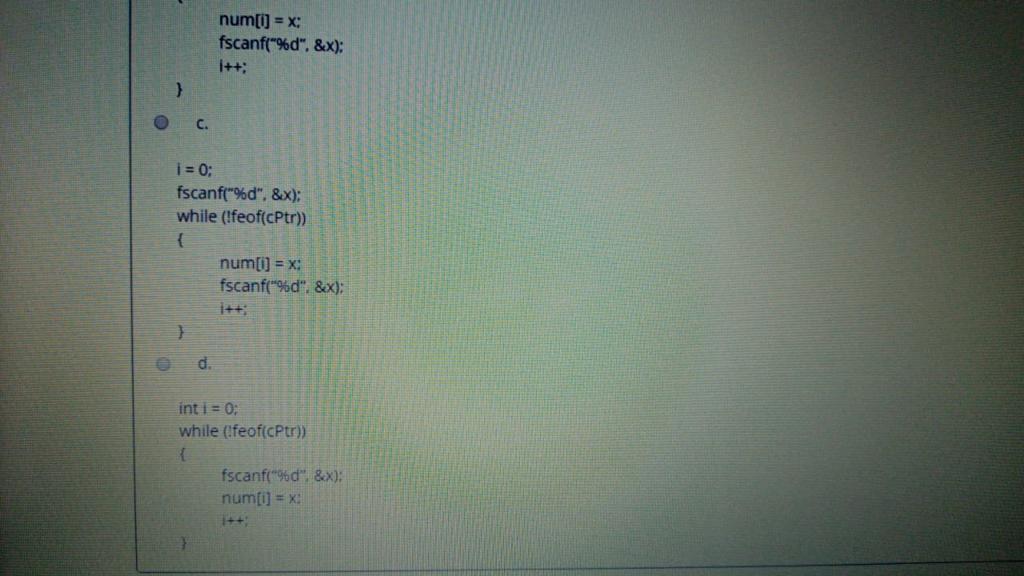 {
num[i] = x;
fscanf("%d", &x);
i++;
}
c.
i = 0;
fscanf("%d", &x);
while (!feof(cPtr))
{
num[i] = x;
fscanf("%d", &x);
i++;
}
d.
int i = 0;
while (!feof(cPtr))
{
fscanf("%d", &x);
num[i] = x;
i++;
}